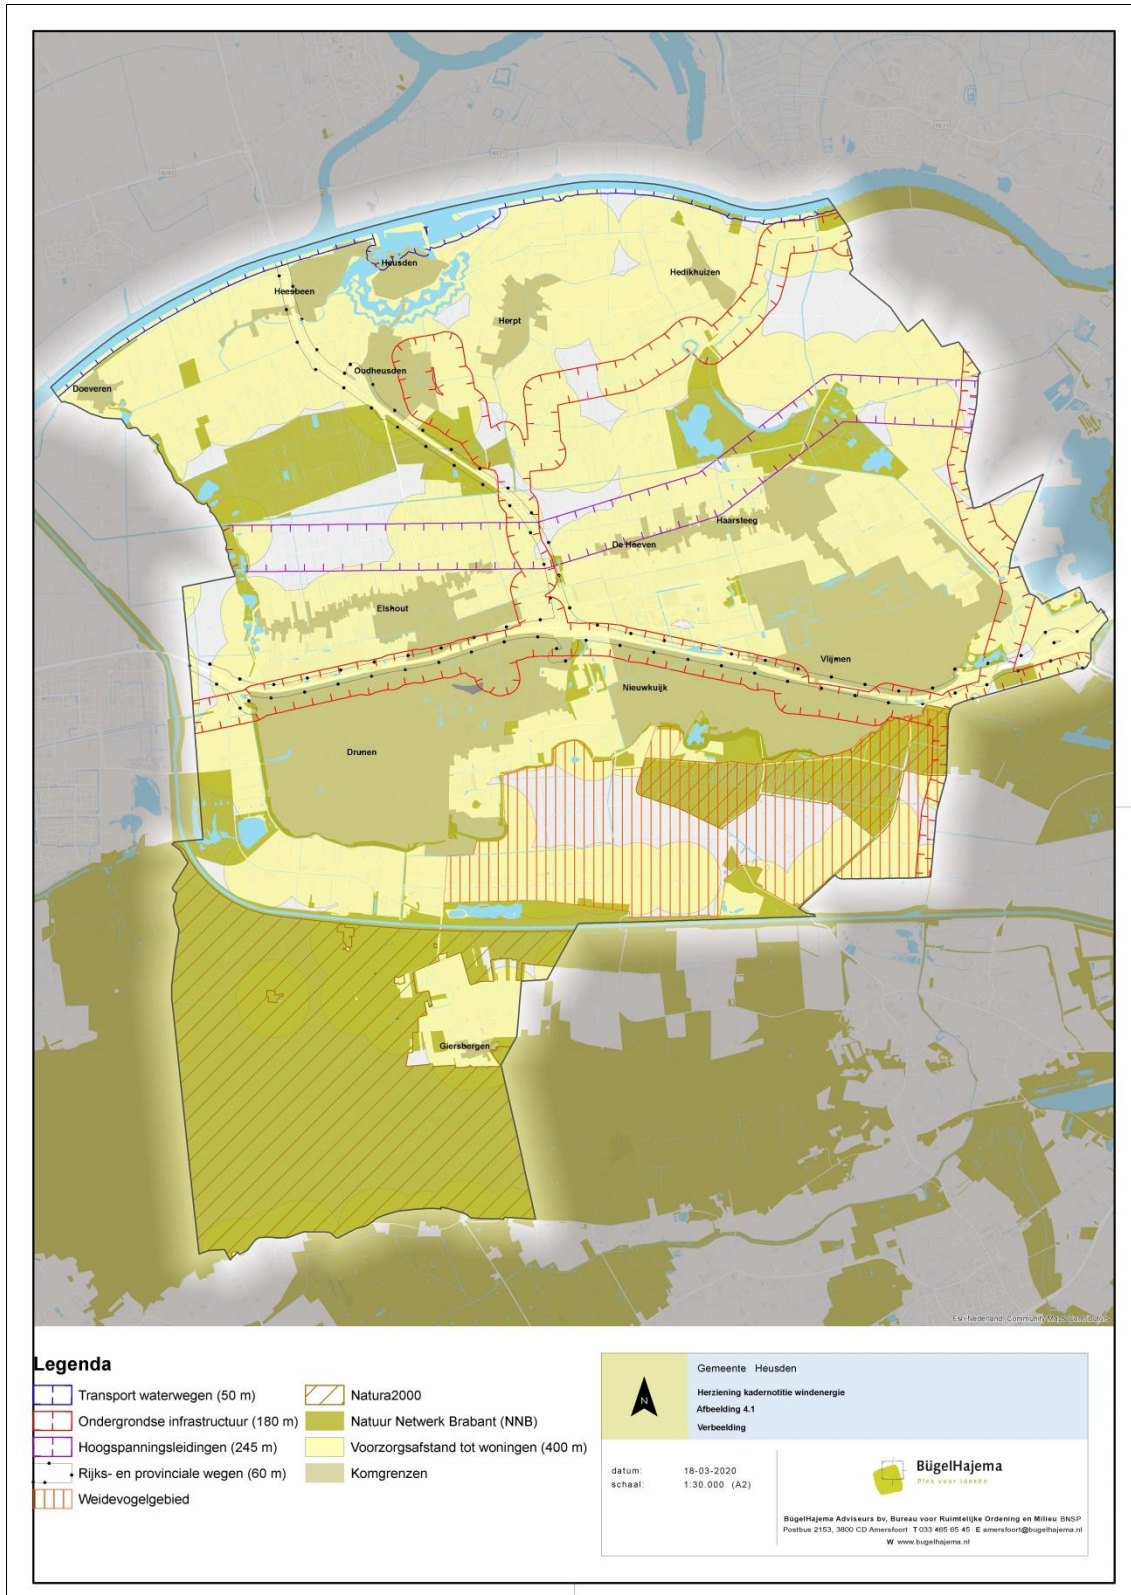 Heusden
Heesbeen
Hedikhuizen
Herpt
Oudheusden
Doeveren
Haarsteeg
De Hoeven
Elshout
Vlijmen
Nieuwkuijk
Drunen
Giersbergen
Esri Nederland, Community Maps Contributors
Legenda
Transport waterwegen (50 m)
Ondergrondse infrastructuur (180 m)
Hoogspanningsleidingen (245 m)
Rijks- en provinciale wegen (60 m)
Weidevogelgebied
Natura2000
Natuur Netwerk Brabant (NNB)
Voorzorgsafstand tot woningen (400 m)
Komgrenzen
N
Gemeente Heusden
Herziening kadernotitie windenergie
Afbeelding 4.1
Verbeelding
datum: 18-03-2020
schaal: 1:30.000 (A2)
BügelHajema
Plek voor ideeën
BügelHajema Adviseurs bv, Bureau voor Ruimtelijke Ordening en Milieu BNSP
Postbus 2153, 3800 CD Amersfoort T 033 465 65 45 E amersfoort@bugelhajema.nl
W www.bugelhajema.nl